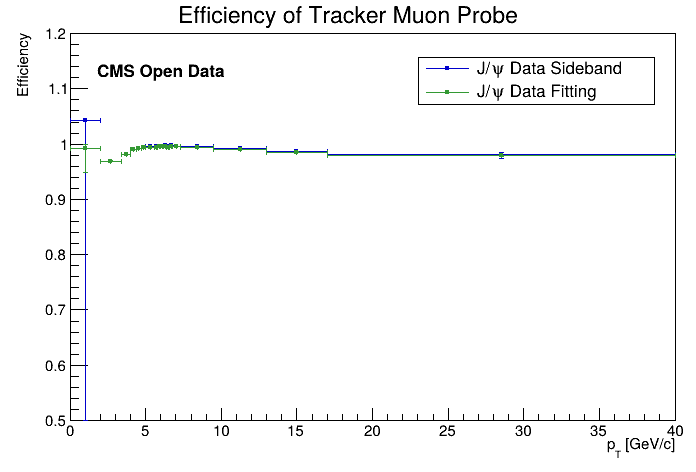 Efficiency of Tracker Muon Probe
Efficiency
1.2
1.1
1
0.9
0.8
0.7
0.6
0.5
CMS Open Data
J/ψ Data Sideband
J/ψ Data Fitting
0 5 10 15 20 25 30 35 40
p_T [GeV/c]